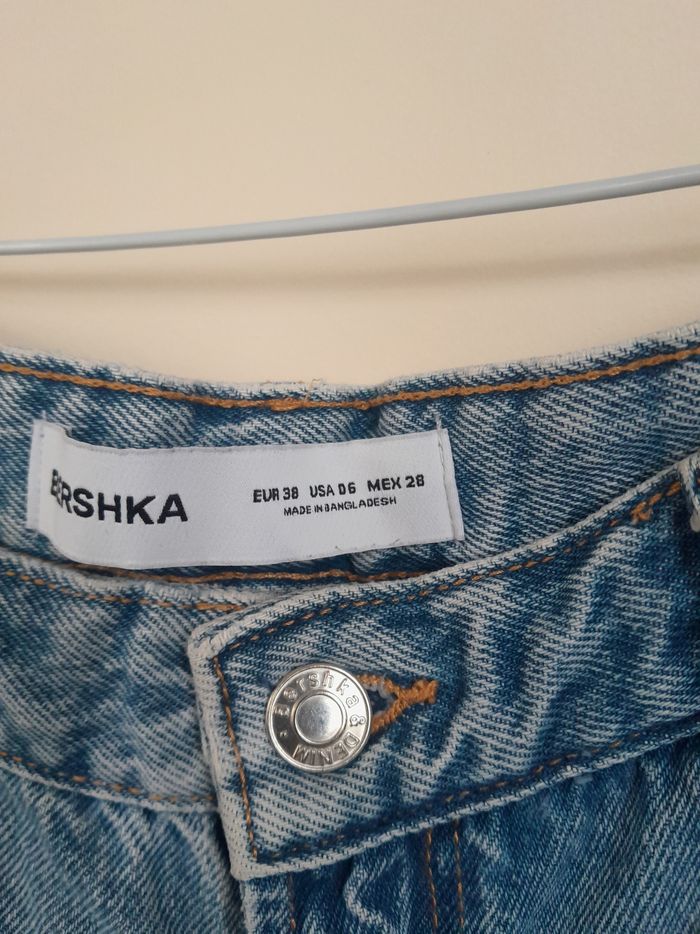 BERSHKA
EUR 38 USA 06 MEX 28
MADE IN BANGLADESH
bershka
DENIM